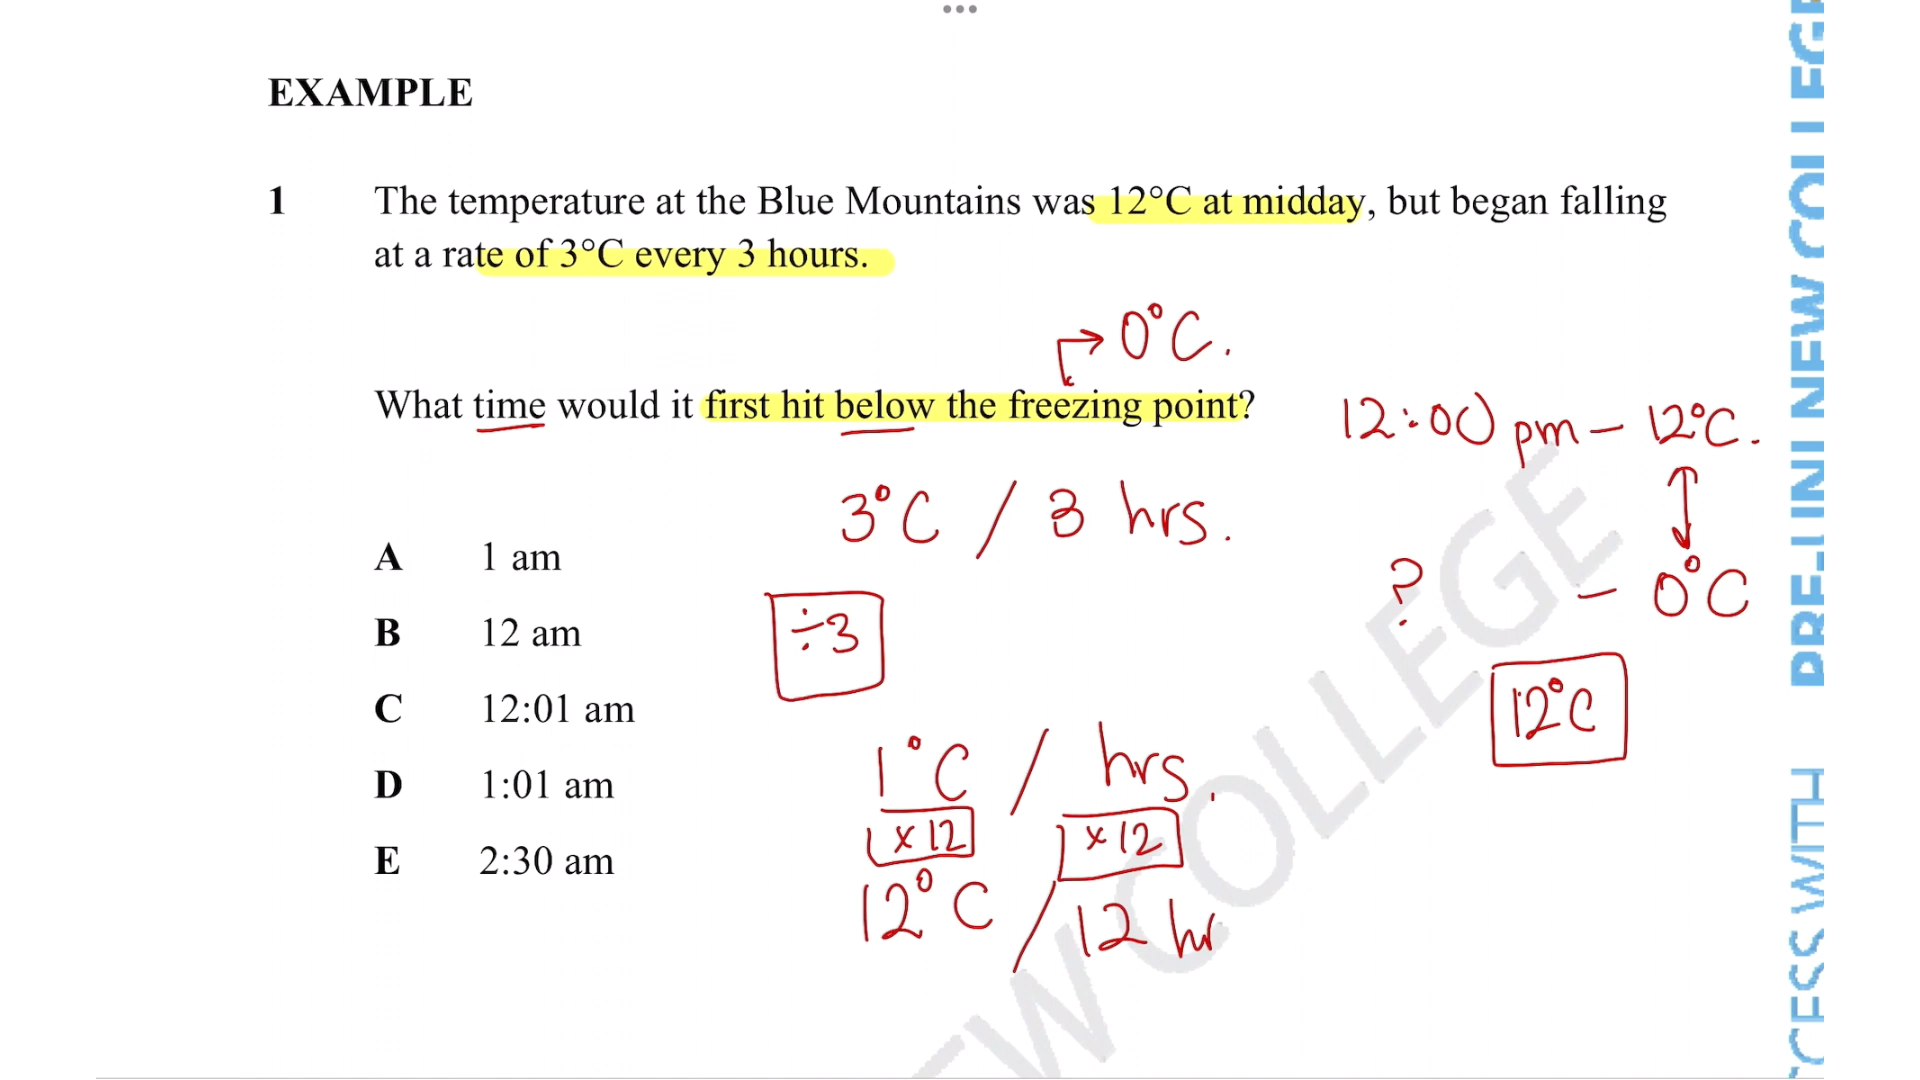 EXAMPLE
1 The temperature at the Blue Mountains was 12°C at midday, but began falling
at a rate of 3°C every 3 hours.
→ 0°C.
What time would it first hit below the freezing point?
12:00 pm – 12°C.
3°C / 3 hrs.
? – 0°C
A 1 am
B 12 am
÷3
C 12:01 am
12°C
D 1:01 am
1°C / hrs.
×12 ×12
E 2:30 am
12°C / 12 hr
EW COLLEGE
CESS WITH PRE-UNI NEW COLLEGE